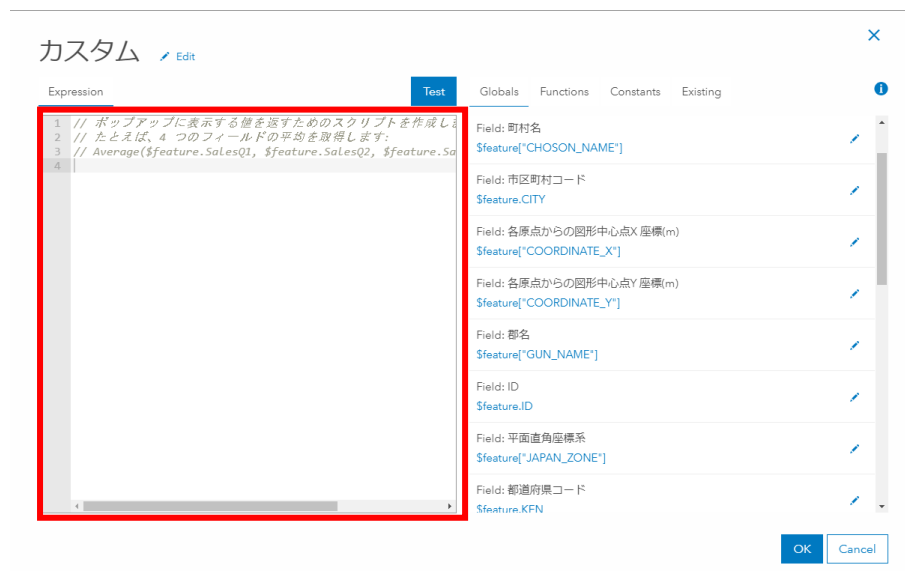 カスタム Edit
Expression Test Globals Functions Constants Existing
1 // ポップアップに表示する値を返すためのスクリプトを作成しま
2 // たとえば、4 つのフィールドの平均を取得します:
3 // Average($feature.SalesQ1, $feature.SalesQ2, $feature.Sa
4
Field: 町村名
$feature["CHOSON_NAME"]
Field: 市区町村コード
$feature.CITY
Field: 各原点からの図形中心点X 座標(m)
$feature["COORDINATE_X"]
Field: 各原点からの図形中心点Y 座標(m)
$feature["COORDINATE_Y"]
Field: 郡名
$feature["GUN_NAME"]
Field: ID
$feature.ID
Field: 平面直角座標系
$feature["JAPAN_ZONE"]
Field: 都道府県コード
$feature.KEN
OK Cancel